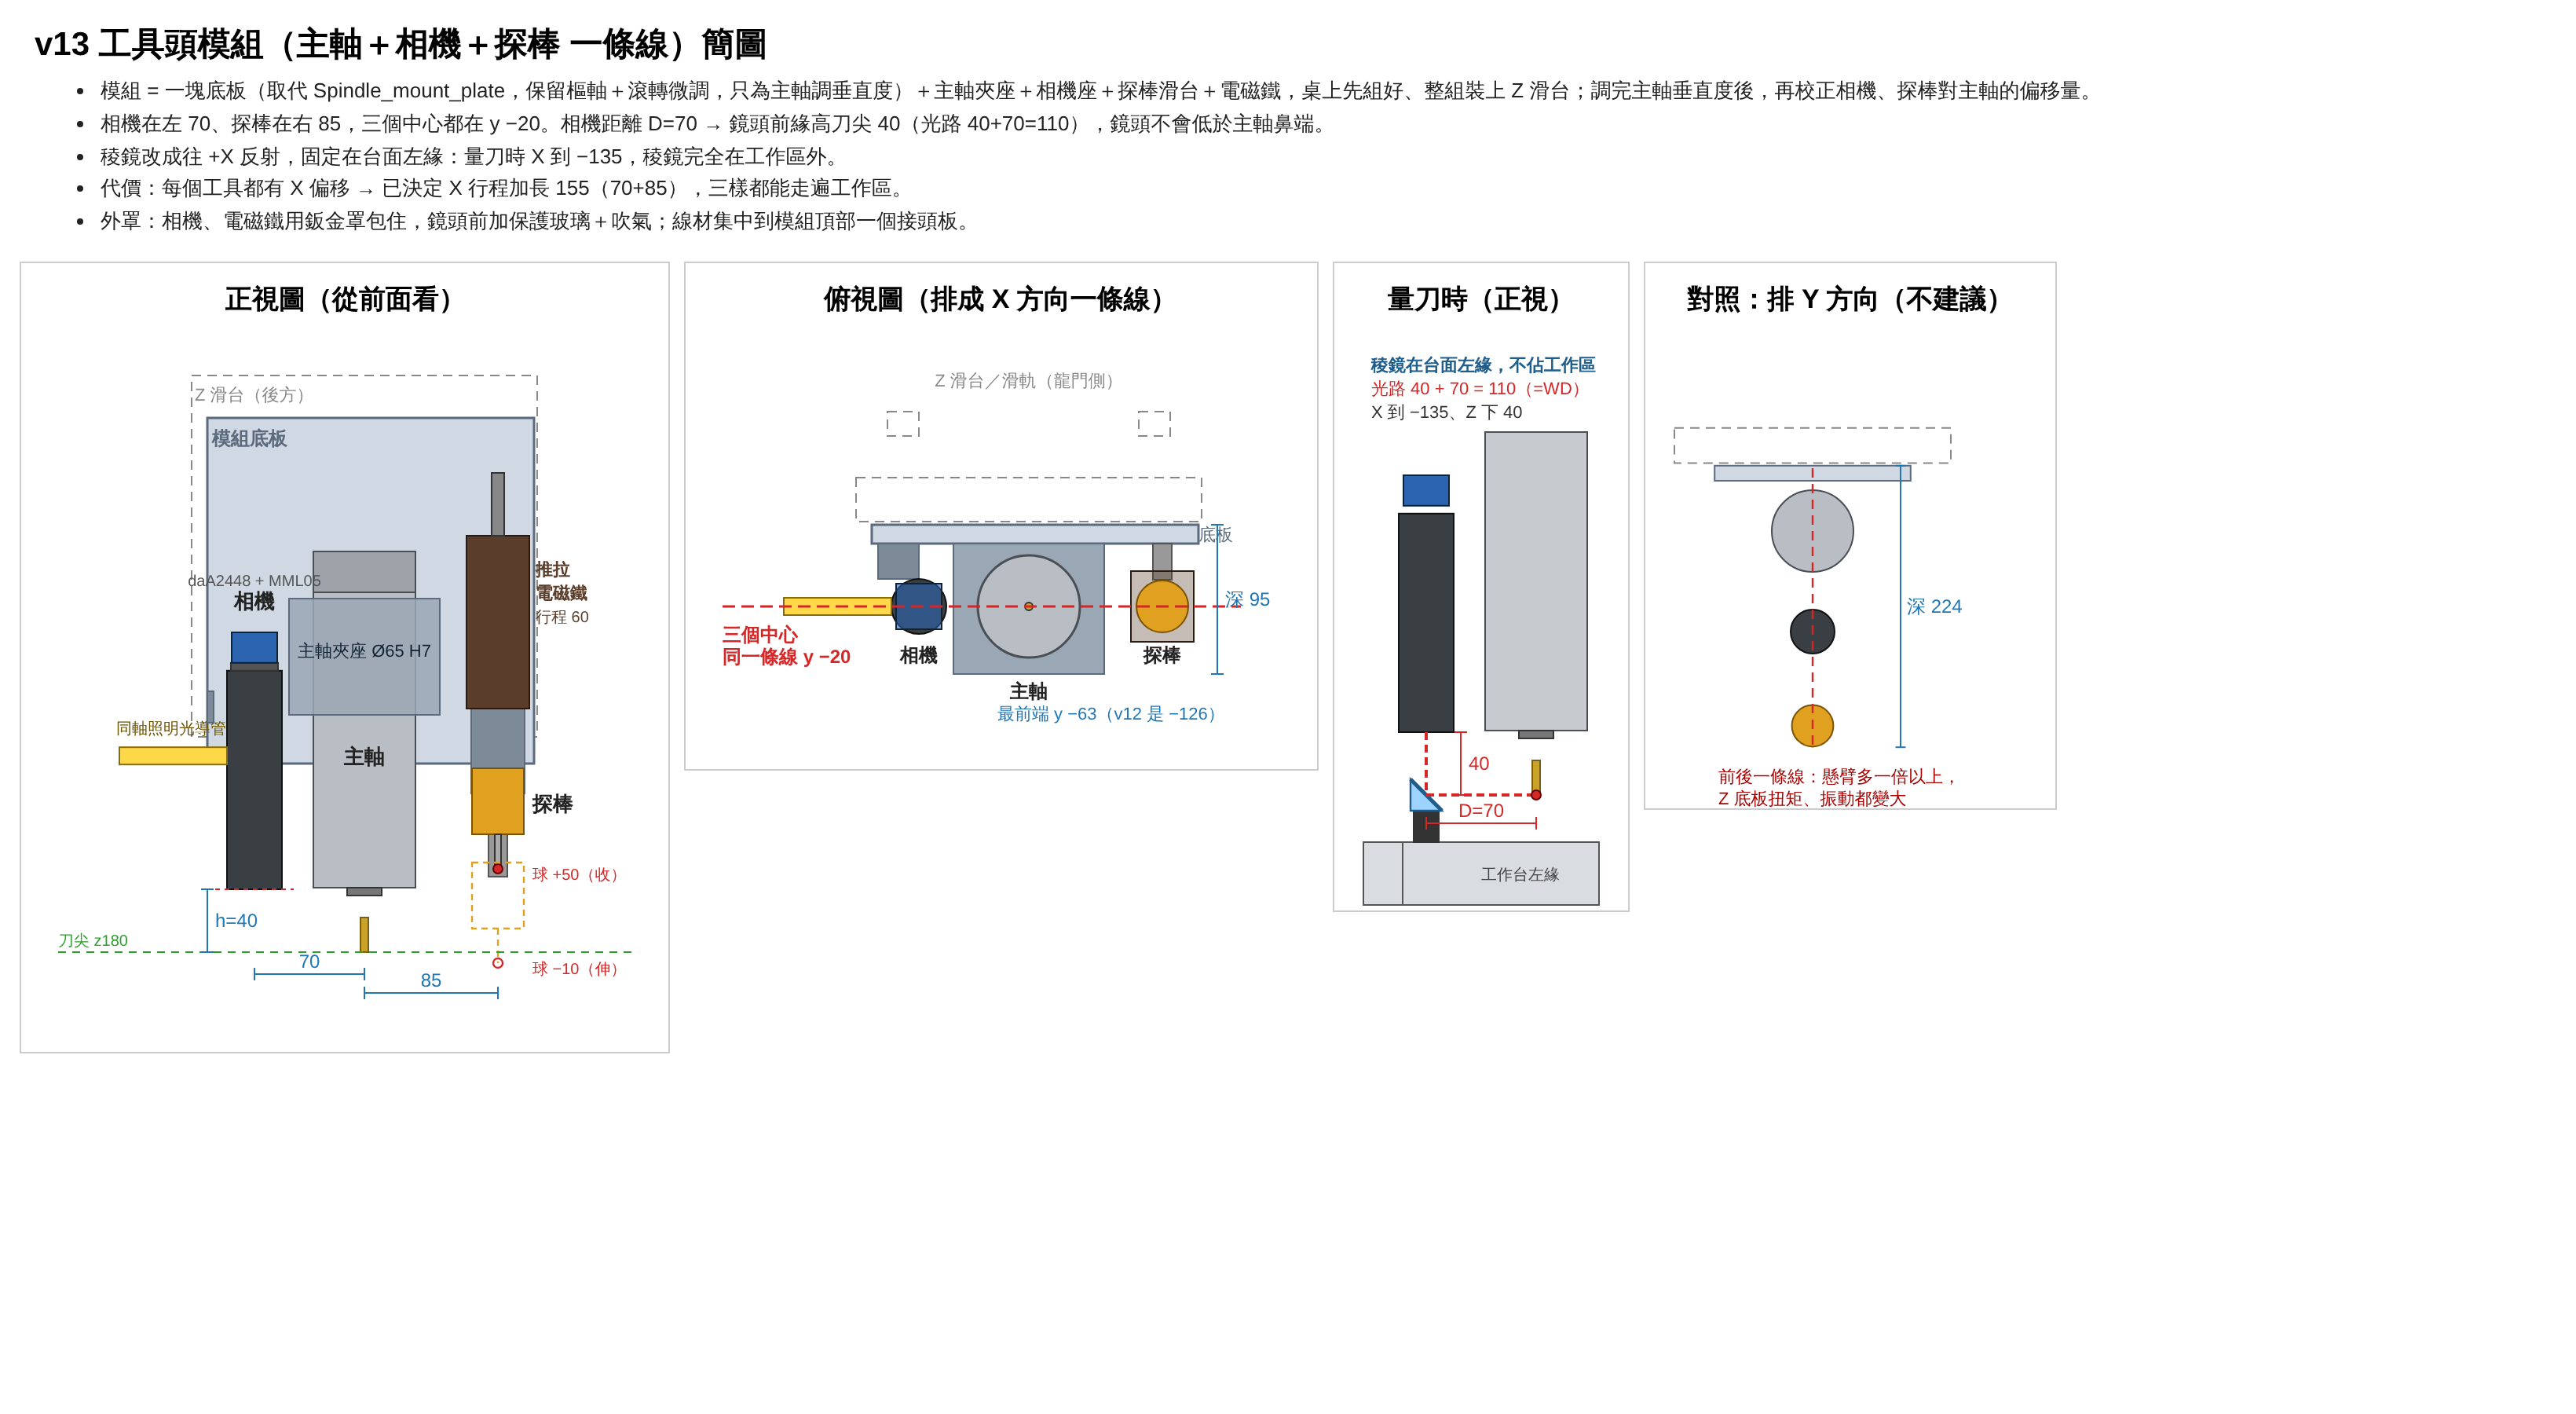 v13 工具頭模組（主軸＋相機＋探棒 一條線）簡圖
• 模組 = 一塊底板（取代 Spindle_mount_plate，保留樞軸＋滾轉微調，只為主軸調垂直度）＋主軸夾座＋相機座＋探棒滑台＋電磁鐵，桌上先組好、整組裝上 Z 滑台；調完主軸垂直度後，再校正相機、探棒對主軸的偏移量。
• 相機在左 70、探棒在右 85，三個中心都在 y −20。相機距離 D=70 → 鏡頭前緣高刀尖 40（光路 40+70=110），鏡頭不會低於主軸鼻端。
• 稜鏡改成往 +X 反射，固定在台面左緣：量刀時 X 到 −135，稜鏡完全在工作區外。
• 代價：每個工具都有 X 偏移 → 已決定 X 行程加長 155（70+85），三樣都能走遍工作區。
• 外罩：相機、電磁鐵用鈑金罩包住，鏡頭前加保護玻璃＋吹氣；線材集中到模組頂部一個接頭板。
正視圖（從前面看）
Z 滑台（後方）
模組底板
推拉
電磁鐵
行程 60
daA2448 + MML05
相機
主軸夾座 Ø65 H7
同軸照明光導管
主軸
探棒
球 +50（收）
h=40
刀尖 z180
球 −10（伸）
70
85
俯視圖（排成 X 方向一條線）
Z 滑台／滑軌（龍門側）
底板
深 95
三個中心
同一條線 y −20
相機
探棒
主軸
最前端 y −63（v12 是 −126）
量刀時（正視）
稜鏡在台面左緣，不佔工作區
光路 40 + 70 = 110（=WD）
X 到 −135、Z 下 40
40
D=70
工作台左緣
對照：排 Y 方向（不建議）
深 224
前後一條線：懸臂多一倍以上，
Z 底板扭矩、振動都變大